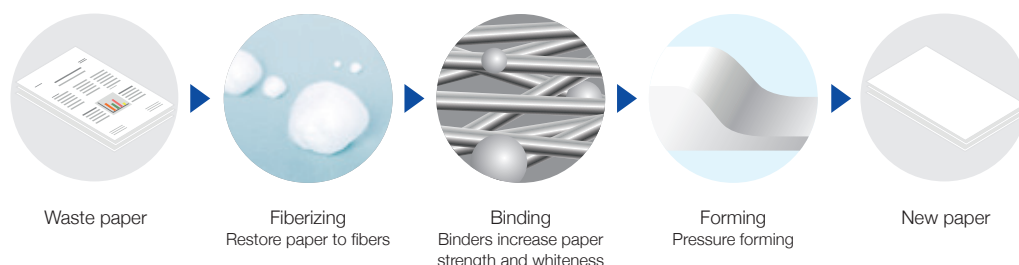 Waste paper
Fiberizing
Restore paper to fibers
Binding
Binders increase paper
strength and whiteness
Forming
Pressure forming
New paper